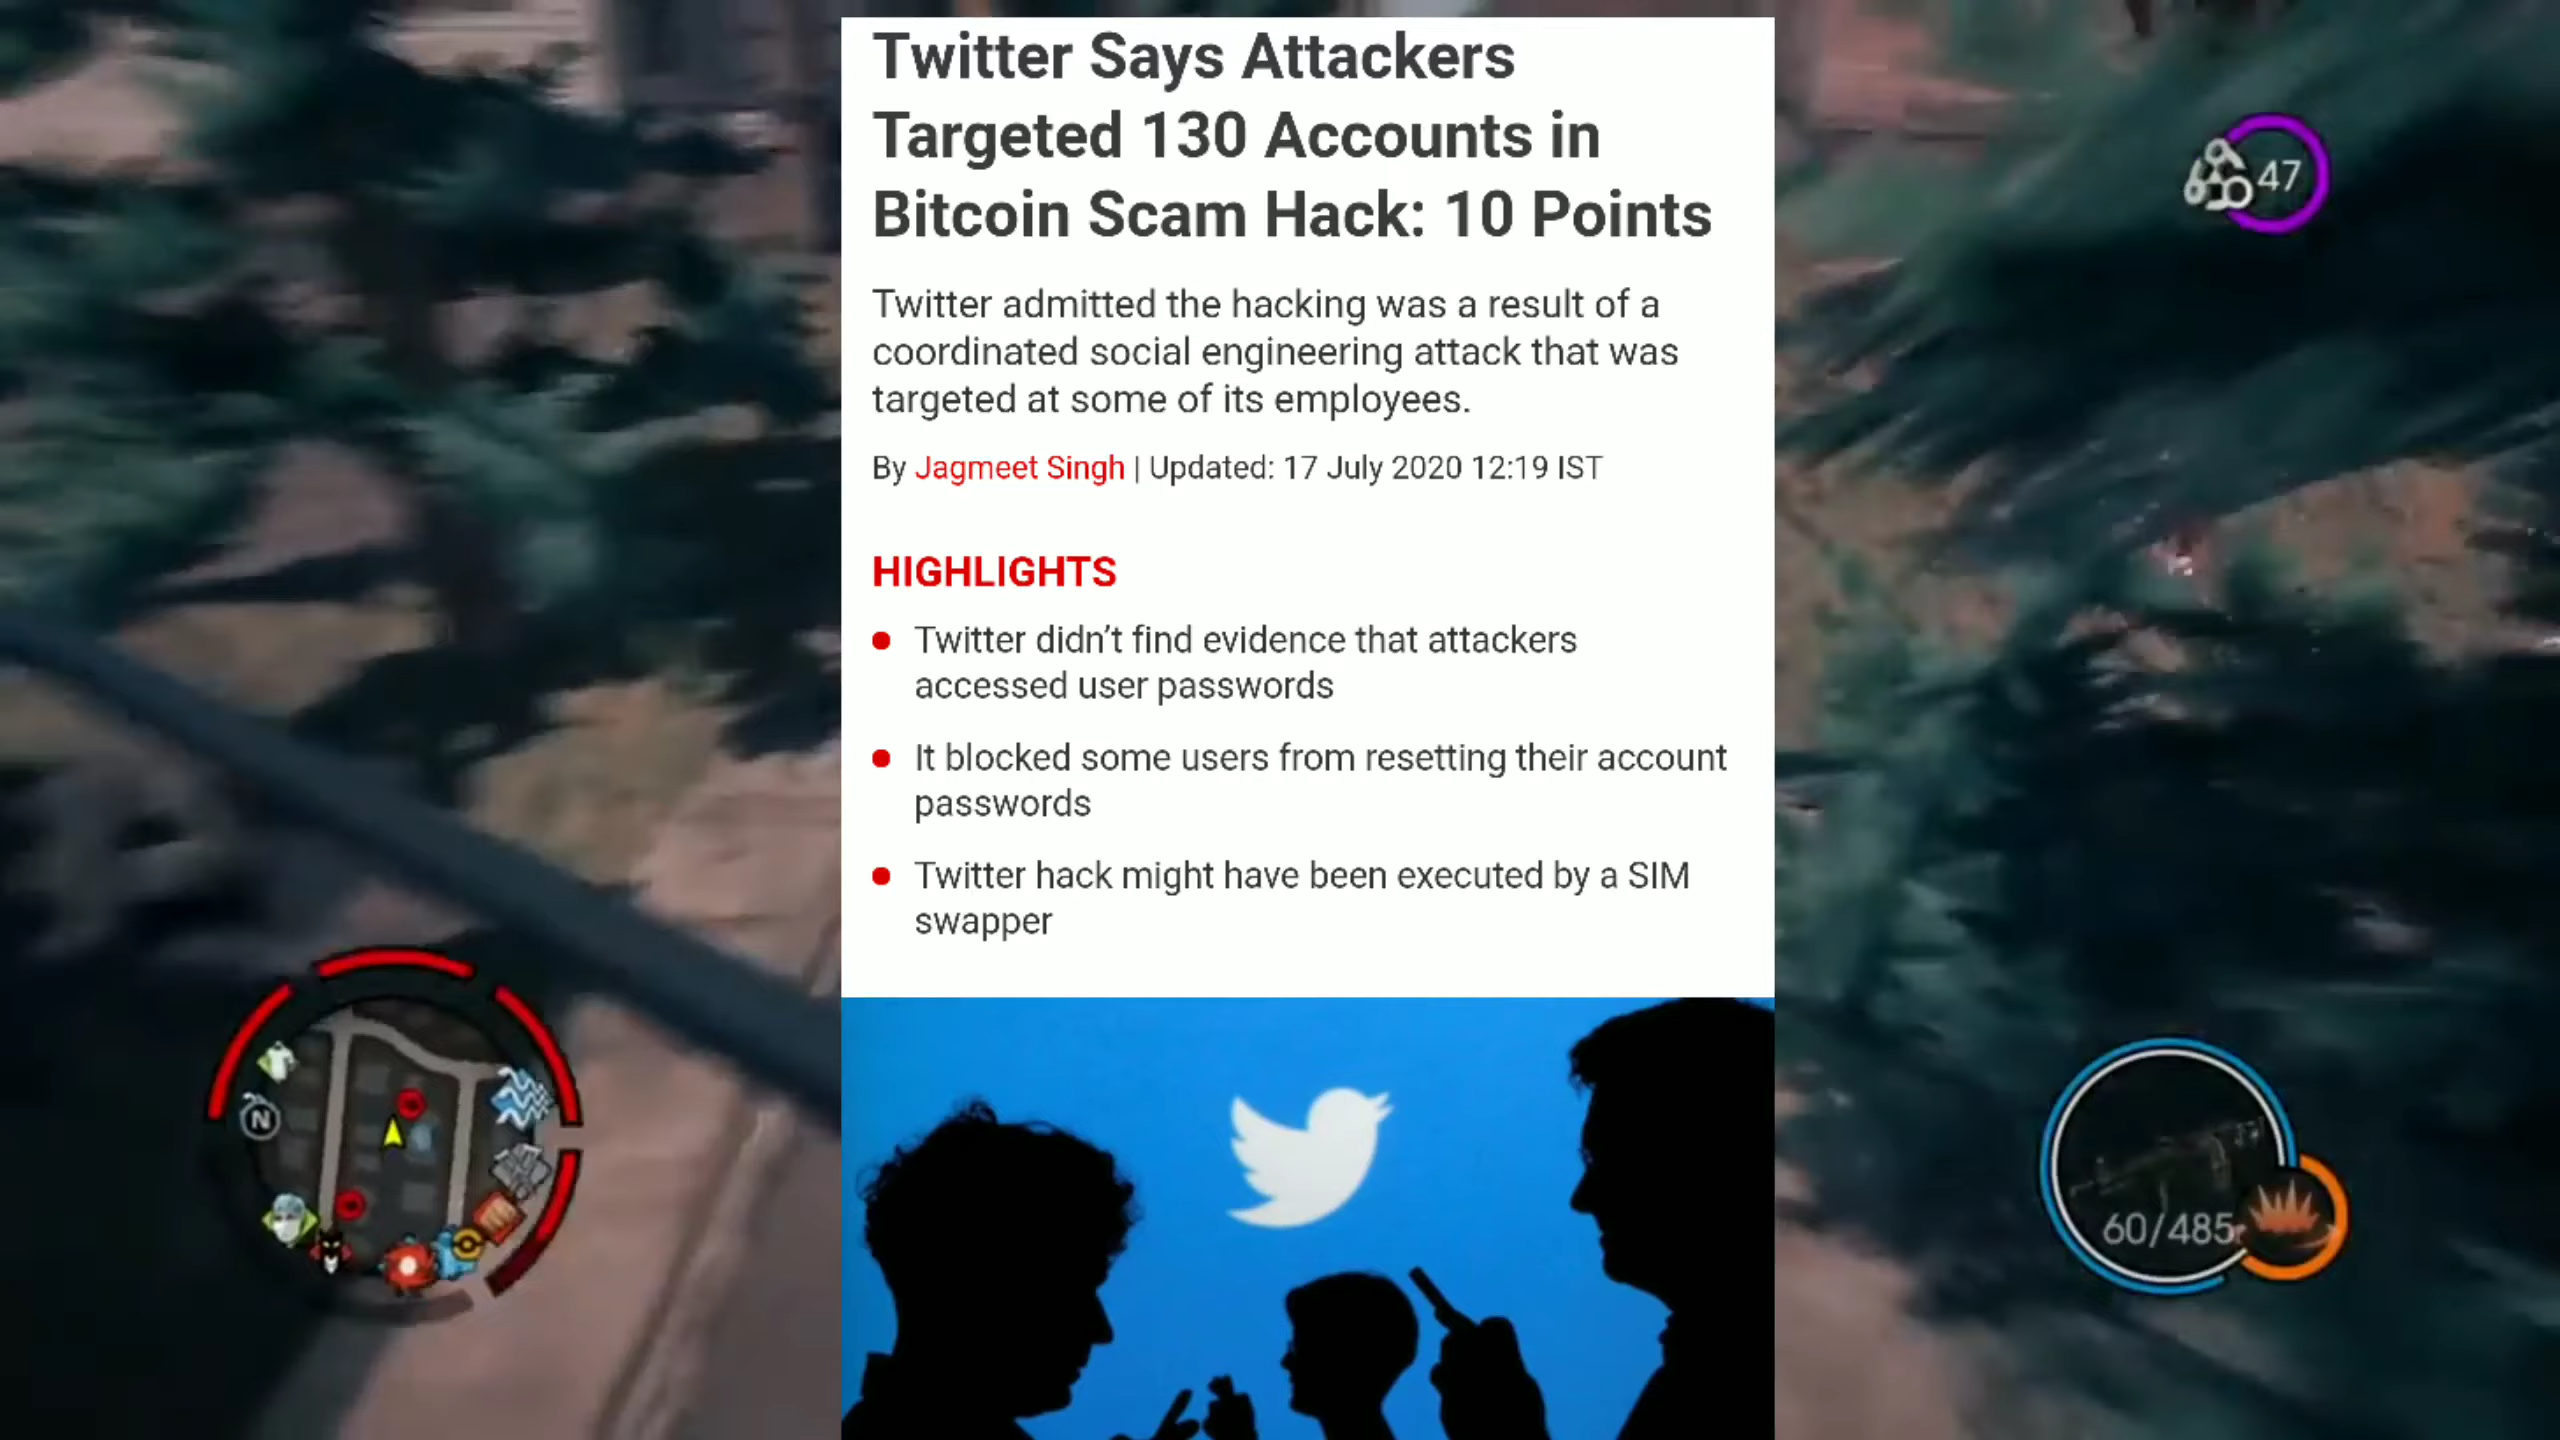 Twitter Says Attackers
Targeted 130 Accounts in
Bitcoin Scam Hack: 10 Points
Twitter admitted the hacking was a result of a
coordinated social engineering attack that was
targeted at some of its employees.
By Jagmeet Singh | Updated: 17 July 2020 12:19 IST
HIGHLIGHTS
Twitter didn’t find evidence that attackers
accessed user passwords
It blocked some users from resetting their account
passwords
Twitter hack might have been executed by a SIM
swapper
47
N
60/485